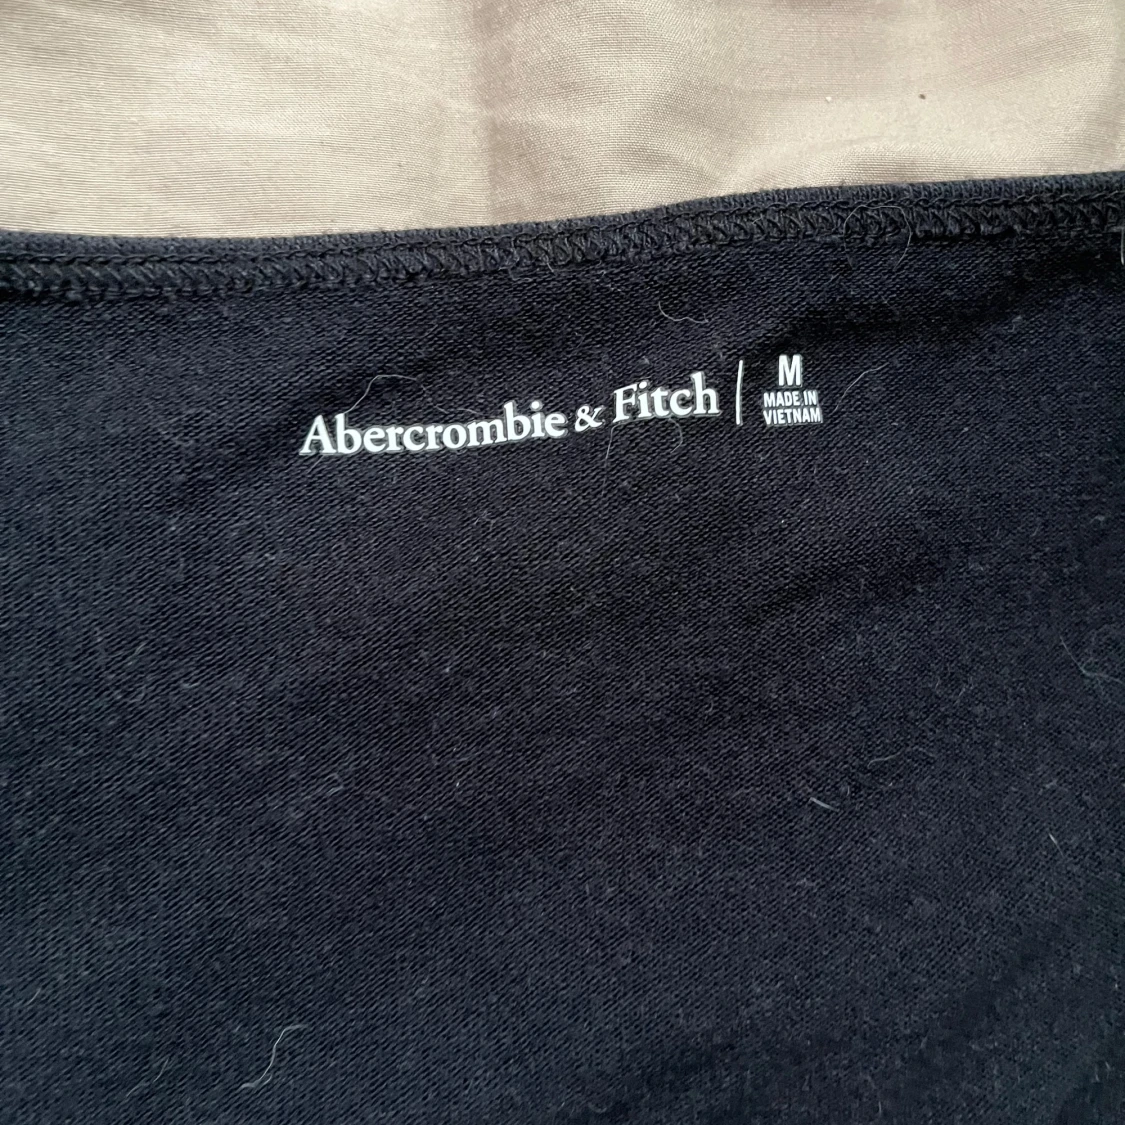 Abercrombie & Fitch | M
MADE IN
VIETNAM